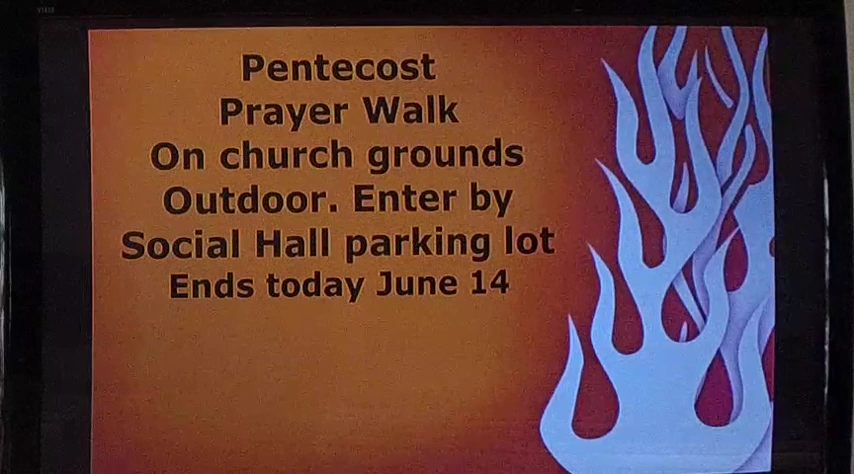 Pentecost
Prayer Walk
On church grounds
Outdoor. Enter by
Social Hall parking lot
Ends today June 14